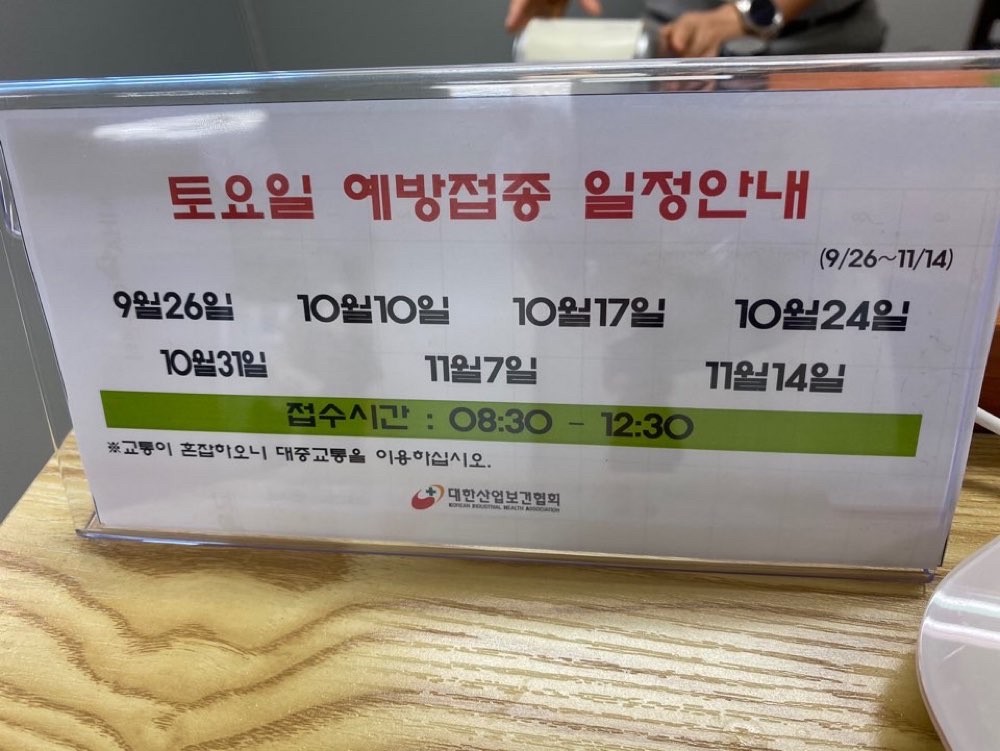 토요일 예방접종 일정안내
(9/26~11/14)
9월26일 10월10일 10월17일 10월24일
10월31일 11월7일 11월14일
접수시간 : 08:30 - 12:30
※교통이 혼잡하오니 대중교통을 이용하십시오.
대한산업보건협회
KOREAN INDUSTRIAL HEALTH ASSOCIATION